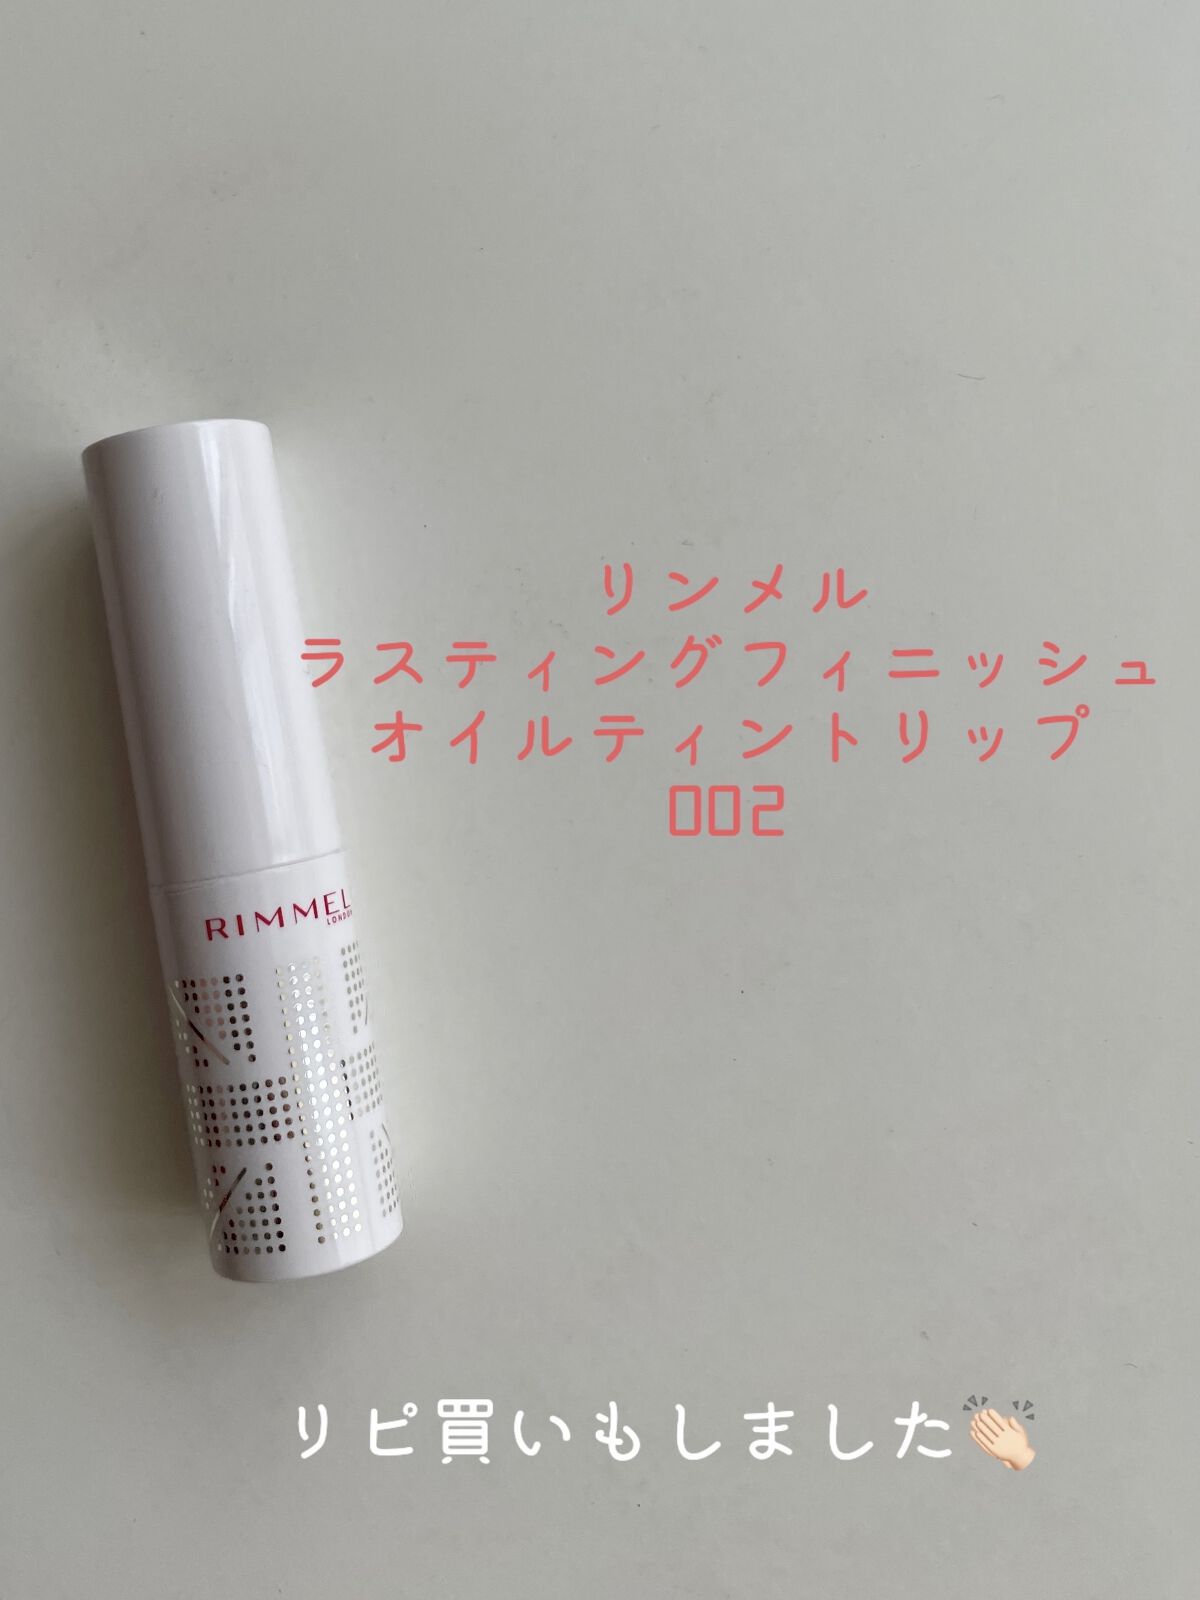 リンメル
ラスティングフィニッシュ
オイルティントリップ
002
RIMMEL
LONDON
リピ買いもしました👏🏻